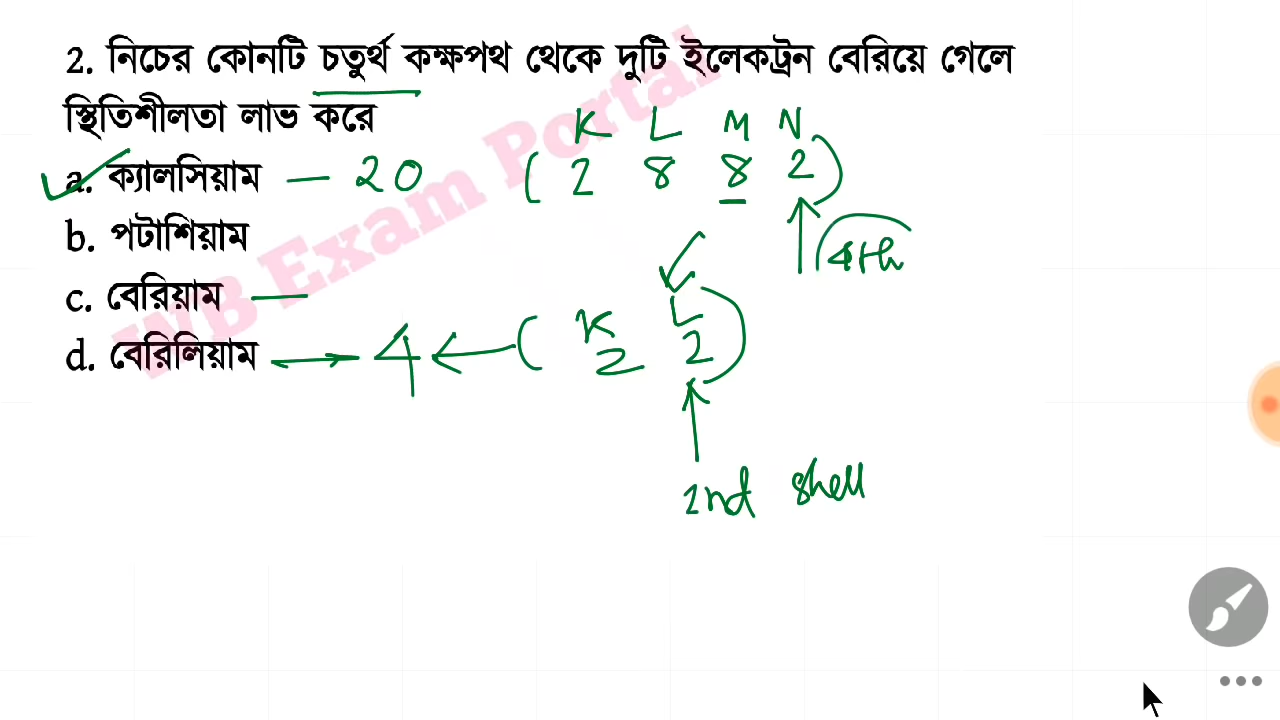 2. নিচের কোনটি চতুর্থ কক্ষপথ থেকে দুটি ইলেকট্রন বেরিয়ে গেলে
স্থিতিশীলতা লাভ করে
K L M N
a. ক্যালসিয়াম — 20 ( 2 8 8 2 )
b. পটাশিয়াম
4th
c. বেরিয়াম —
K L
d. বেরিলিয়াম 4 ( 2 2 )
2nd shell
WB Exam Portal